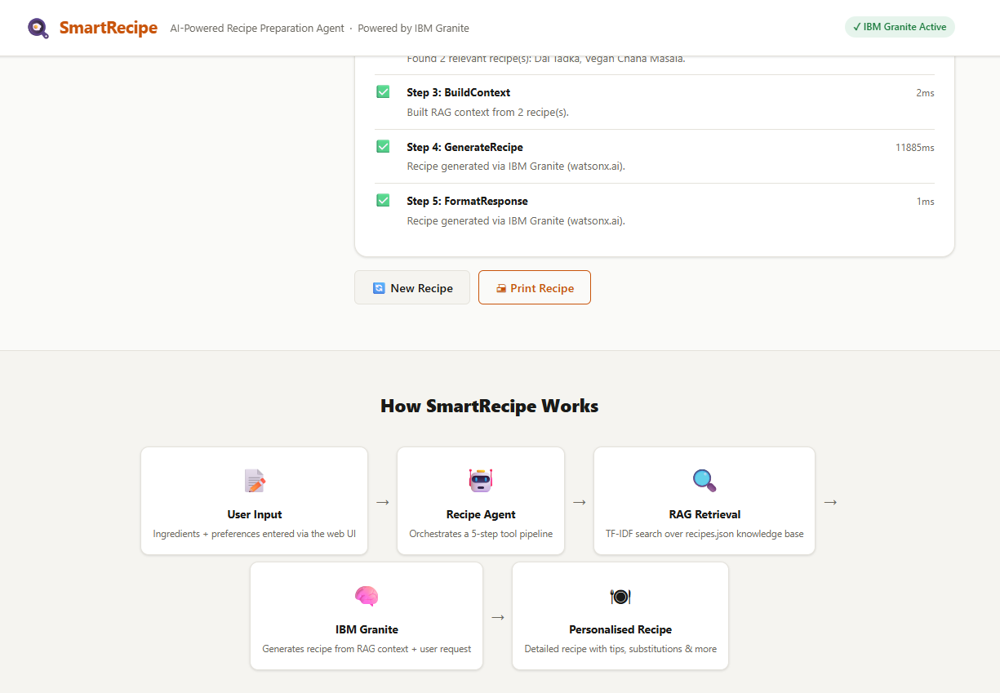 SmartRecipe AI-Powered Recipe Preparation Agent · Powered by IBM Granite ✓ IBM Granite Active
Found 2 relevant recipe(s): Dal Tadka, Vegan Chana Masala.
Step 3: BuildContext 2ms
Built RAG context from 2 recipe(s).
Step 4: GenerateRecipe 11885ms
Recipe generated via IBM Granite (watsonx.ai).
Step 5: FormatResponse 1ms
Recipe generated via IBM Granite (watsonx.ai).
New Recipe Print Recipe
How SmartRecipe Works
User Input
Ingredients + preferences entered via the web UI
→
Recipe Agent
Orchestrates a 5-step tool pipeline
→
RAG Retrieval
TF-IDF search over recipes.json knowledge base
→
IBM Granite
Generates recipe from RAG context + user request
→
Personalised Recipe
Detailed recipe with tips, substitutions & more